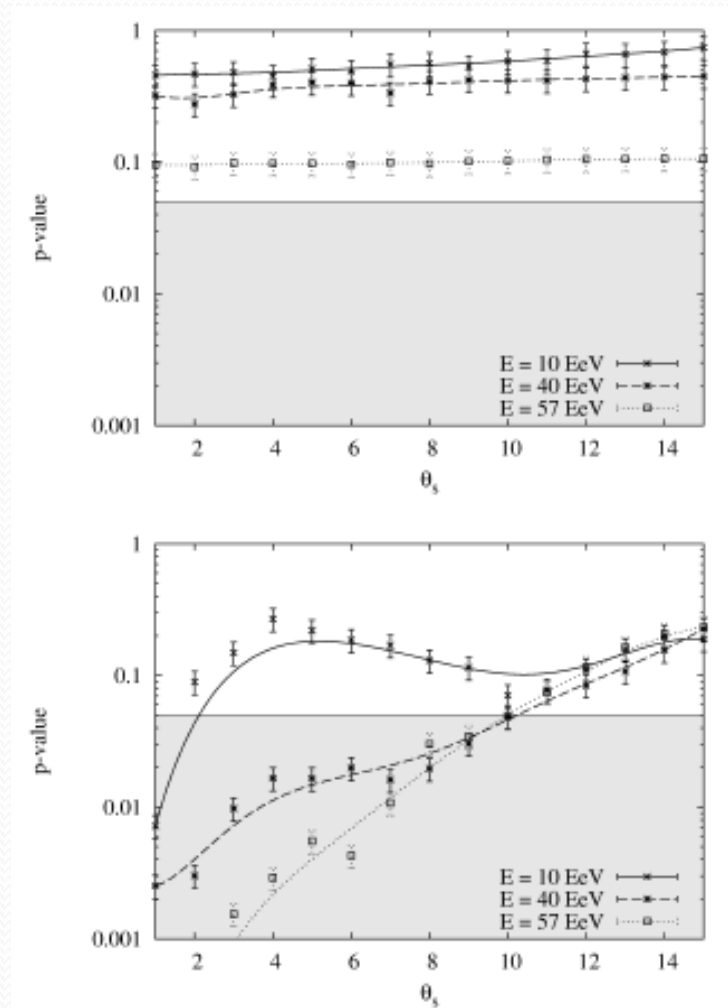 1
0.1
p-value
0.01
0.001
E = 10 EeV
E = 40 EeV
E = 57 EeV
2 4 6 8 10 12 14
θs
1
0.1
p-value
0.01
0.001
E = 10 EeV
E = 40 EeV
E = 57 EeV
2 4 6 8 10 12 14
θs